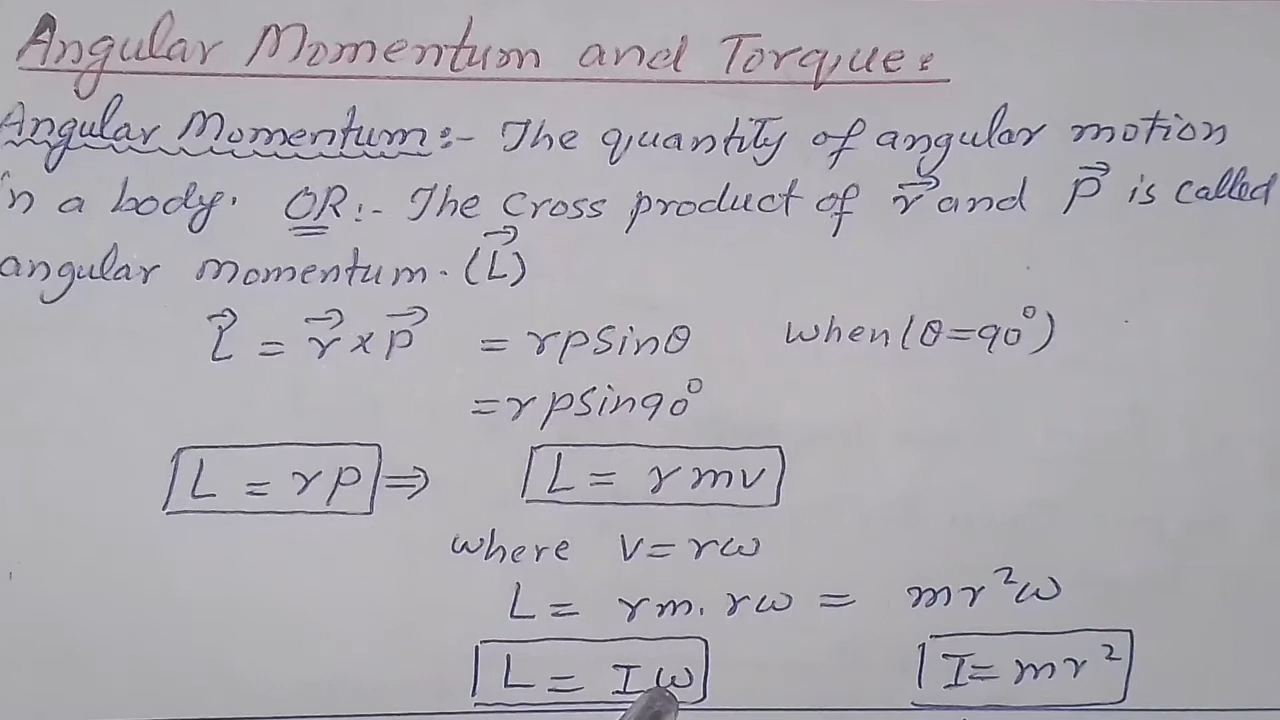 Angular Momentum and Torque:
Angular Momentum:- The quantity of angular motion
in a body. OR:- The cross product of r⃗ and p⃗ is called
angular momentum. (L⃗)
L⃗ = r⃗ × p⃗ = rpsinθ when(θ=90°)
=rpsin90°
L = rp ⇒ L = rmv
where v=rω
L = rm. rω = mr²ω
L = Iω I=mr²